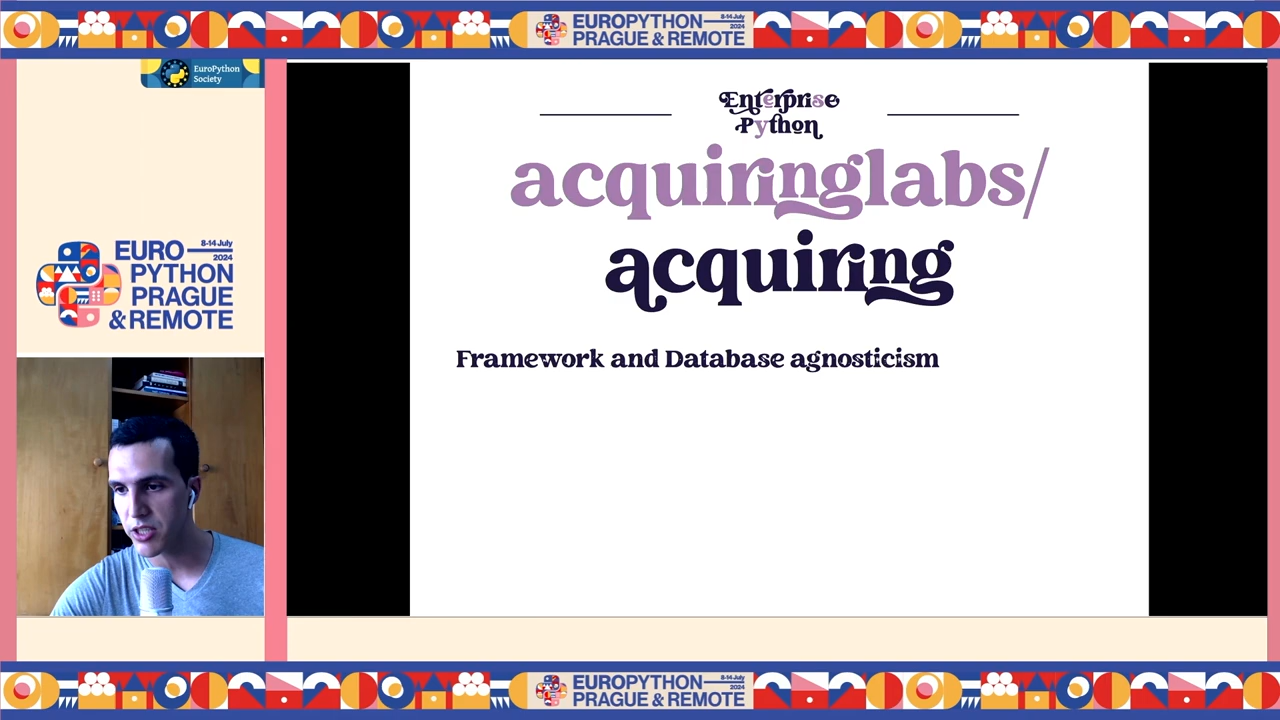 EUROPYTHON
8-14 July
2024
PRAGUE & REMOTE
EuroPython
Society
EURO
8-14 July
2024
PYTHON
PRAGUE
& REMOTE
Enterprise
Python
acquiringlabs/
acquiring
Framework and Database agnosticism
EUROPYTHON
8-14 July
2024
PRAGUE & REMOTE